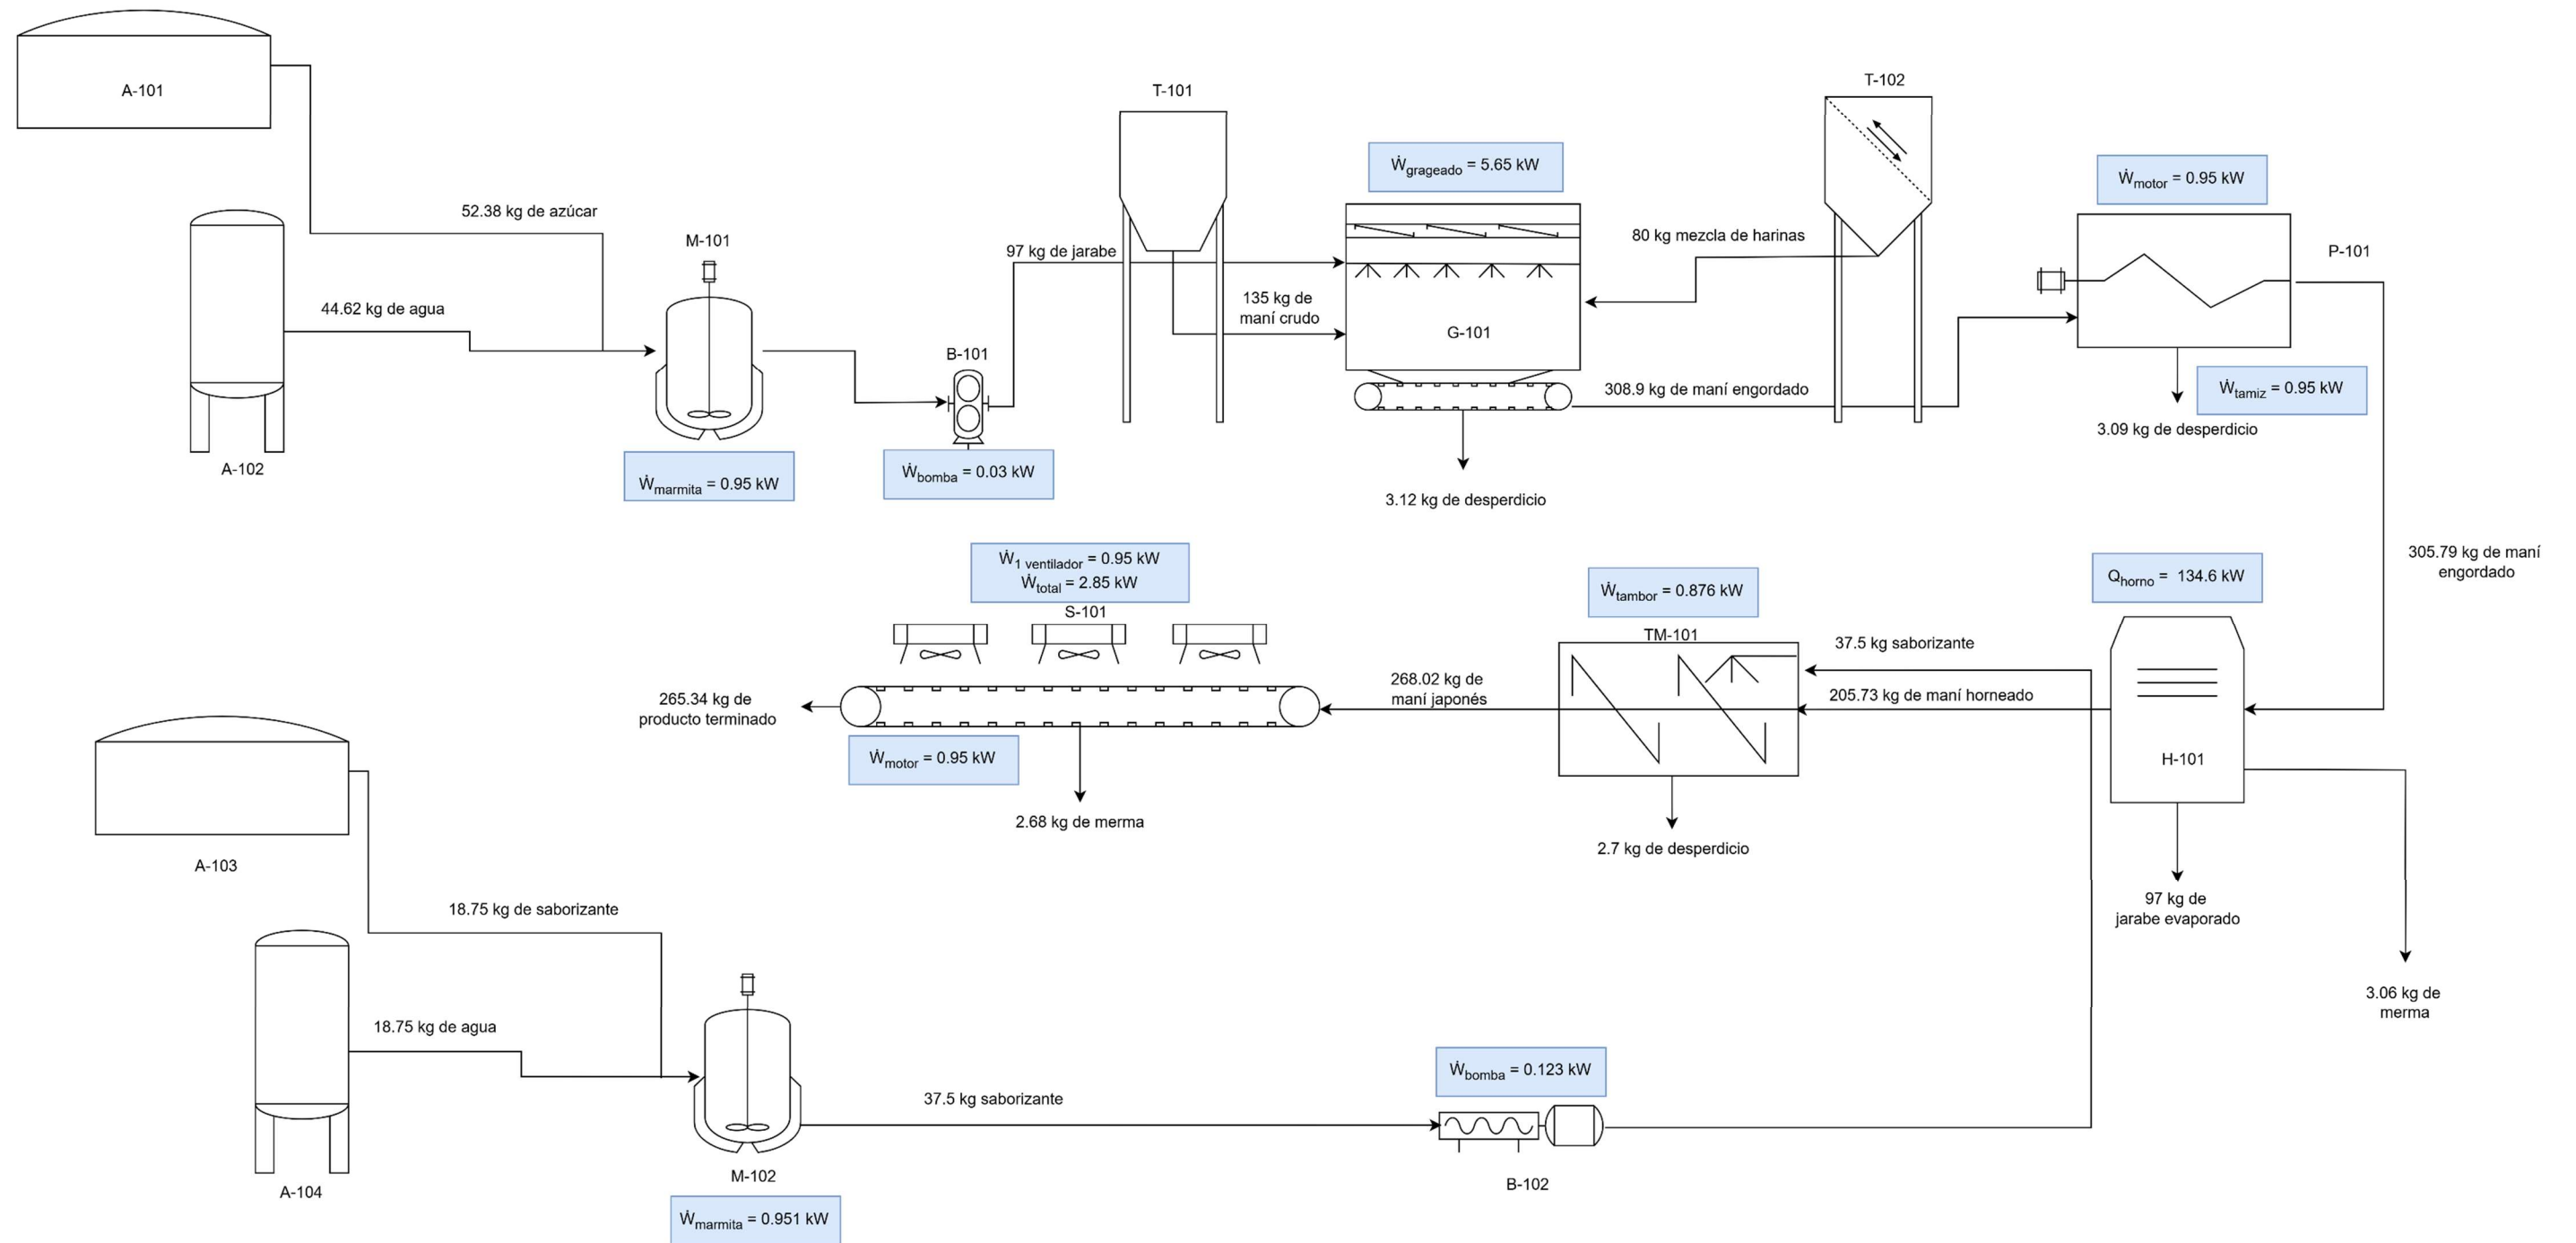 A-101
T-102
T-101
Ẇgrageado = 5.65 kW
Ẇmotor = 0.95 kW
52.38 kg de azúcar
M-101
80 kg mezcla de harinas
P-101
97 kg de jarabe
44.62 kg de agua
135 kg de
maní crudo
G-101
B-101
308.9 kg de maní engordado
Ẇtamiz = 0.95 kW
3.09 kg de desperdicio
A-102
Ẇmarmita = 0.95 kW
Ẇbomba = 0.03 kW
3.12 kg de desperdicio
305.79 kg de maní
engordado
Ẇ1 ventilador = 0.95 kW
Ẇtotal = 2.85 kW
S-101
Ẇtambor = 0.876 kW
TM-101
Qhorno = 134.6 kW
37.5 kg saborizante
205.73 kg de maní horneado
268.02 kg de
maní japonés
265.34 kg de
producto terminado
Ẇmotor = 0.95 kW
H-101
2.68 kg de merma
2.7 kg de desperdicio
A-103
97 kg de
jarabe evaporado
18.75 kg de saborizante
3.06 kg de
merma
18.75 kg de agua
Ẇbomba = 0.123 kW
37.5 kg saborizante
M-102
B-102
A-104
Ẇmarmita = 0.951 kW